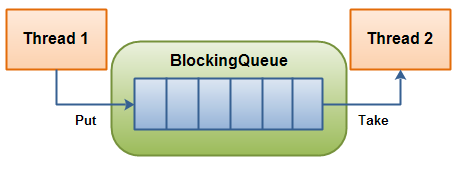 Thread 1
Thread 2
BlockingQueue
Put
Take